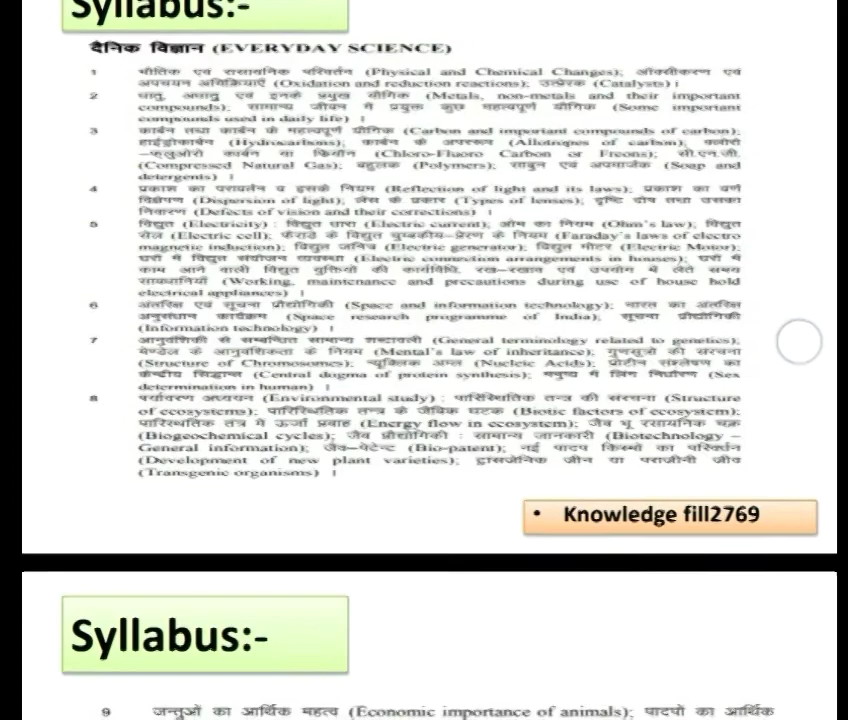 Syllabus:-
दैनिक विज्ञान (EVERYDAY SCIENCE)
1 भौतिक एवं रासायनिक परिवर्तन (Physical and Chemical Changes); ऑक्सीकरण एवं
अपचयन अभिक्रियाएँ (Oxidation and reduction reactions); उत्प्रेरक (Catalysts) ।
2 धातु, अधातु एवं इनके प्रमुख यौगिक (Metals, non-metals and their important
compounds); सामान्य जीवन में प्रयुक्त कुछ महत्वपूर्ण यौगिक (Some important
compounds used in daily life) ।
3 कार्बन तथा कार्बन के महत्वपूर्ण यौगिक (Carbon and important compounds of carbon);
हाईड्रोकार्बन (Hydrocarbons); कार्बन के अपररूप (Allotropes of carbon); क्लोरो
–फ्लुओरो कार्बन या फ्रियॉन (Chloro-Fluoro Carbon or Freons); सी.एन.जी.
(Compressed Natural Gas); बहुलक (Polymers); साबुन एवं अपमार्जक (Soap and
detergents) ।
4 प्रकाश का परावर्तन व इसके नियम (Reflection of light and its laws); प्रकाश का वर्ण
विक्षेपण (Dispersion of light); लेंस के प्रकार (Types of lenses); दृष्टि दोष तथा उसका
निवारण (Defects of vision and their corrections) ।
5 विद्युत (Electricity) : विद्युत धारा (Electric current); ओम का नियम (Ohm's law); विद्युत
सेल (Electric cell); फैराडे के विद्युत चुम्बकीय-प्रेरण के नियम (Faraday's laws of electro
magnetic induction); विद्युत जनित्र (Electric generator); विद्युत मोटर (Electric Motor);
घरों में विद्युत संयोजन व्यवस्था (Electric connection arrangements in houses); घरों में
काम आने वाली विद्युत युक्तियों की कार्यविधि, रख–रखाव एवं उपयोग में लेते समय
सावधानियाँ (Working, maintenance and precautions during use of house hold
electrical appliances) ।
6 अंतरिक्ष एवं सूचना प्रौद्योगिकी (Space and information technology); भारत का अंतरिक्ष
अनुसंधान कार्यक्रम (Space research programme of India); सूचना प्रौद्योगिकी
(Information technology) ।
7 आनुवंशिकी से सम्बन्धित सामान्य शब्दावली (General terminology related to genetics);
मेण्डेल के आनुवंशिकता के नियम (Mental's law of inheritance); गुणसूत्रों की संरचना
(Structure of Chromosomes); न्यूक्लिक अम्ल (Nucleic Acids); प्रोटीन संश्लेषण का
केन्द्रीय सिद्धान्त (Central dogma of protein synthesis); मनुष्य में लिंग निर्धारण (Sex
determination in human) ।
8 पर्यावरण अध्ययन (Environmental study) : पारिस्थितिक तन्त्र की संरचना (Structure
of ecosystems); पारिस्थितिक तन्त्र के जैविक घटक (Biotic factors of ecosystem);
पारिस्थतिक तंत्र मे ऊर्जा प्रवाह (Energy flow in ecosystem); जैव भू रसायनिक चक्र
(Biogeochemical cycles); जैव प्रौद्योगिकी : सामान्य जानकारी (Biotechnology –
General information); जैव–पेटेन्ट (Bio-patent); नई पादप किस्मों का परिवर्धन
(Development of new plant varieties); ट्रांसजेनिक जीन या पराजीनी जीव
(Transgenic organisms) ।
• Knowledge fill2769
Syllabus:-
9 जन्तुओं का आर्थिक महत्व (Economic importance of animals); पादपों का आर्थिक